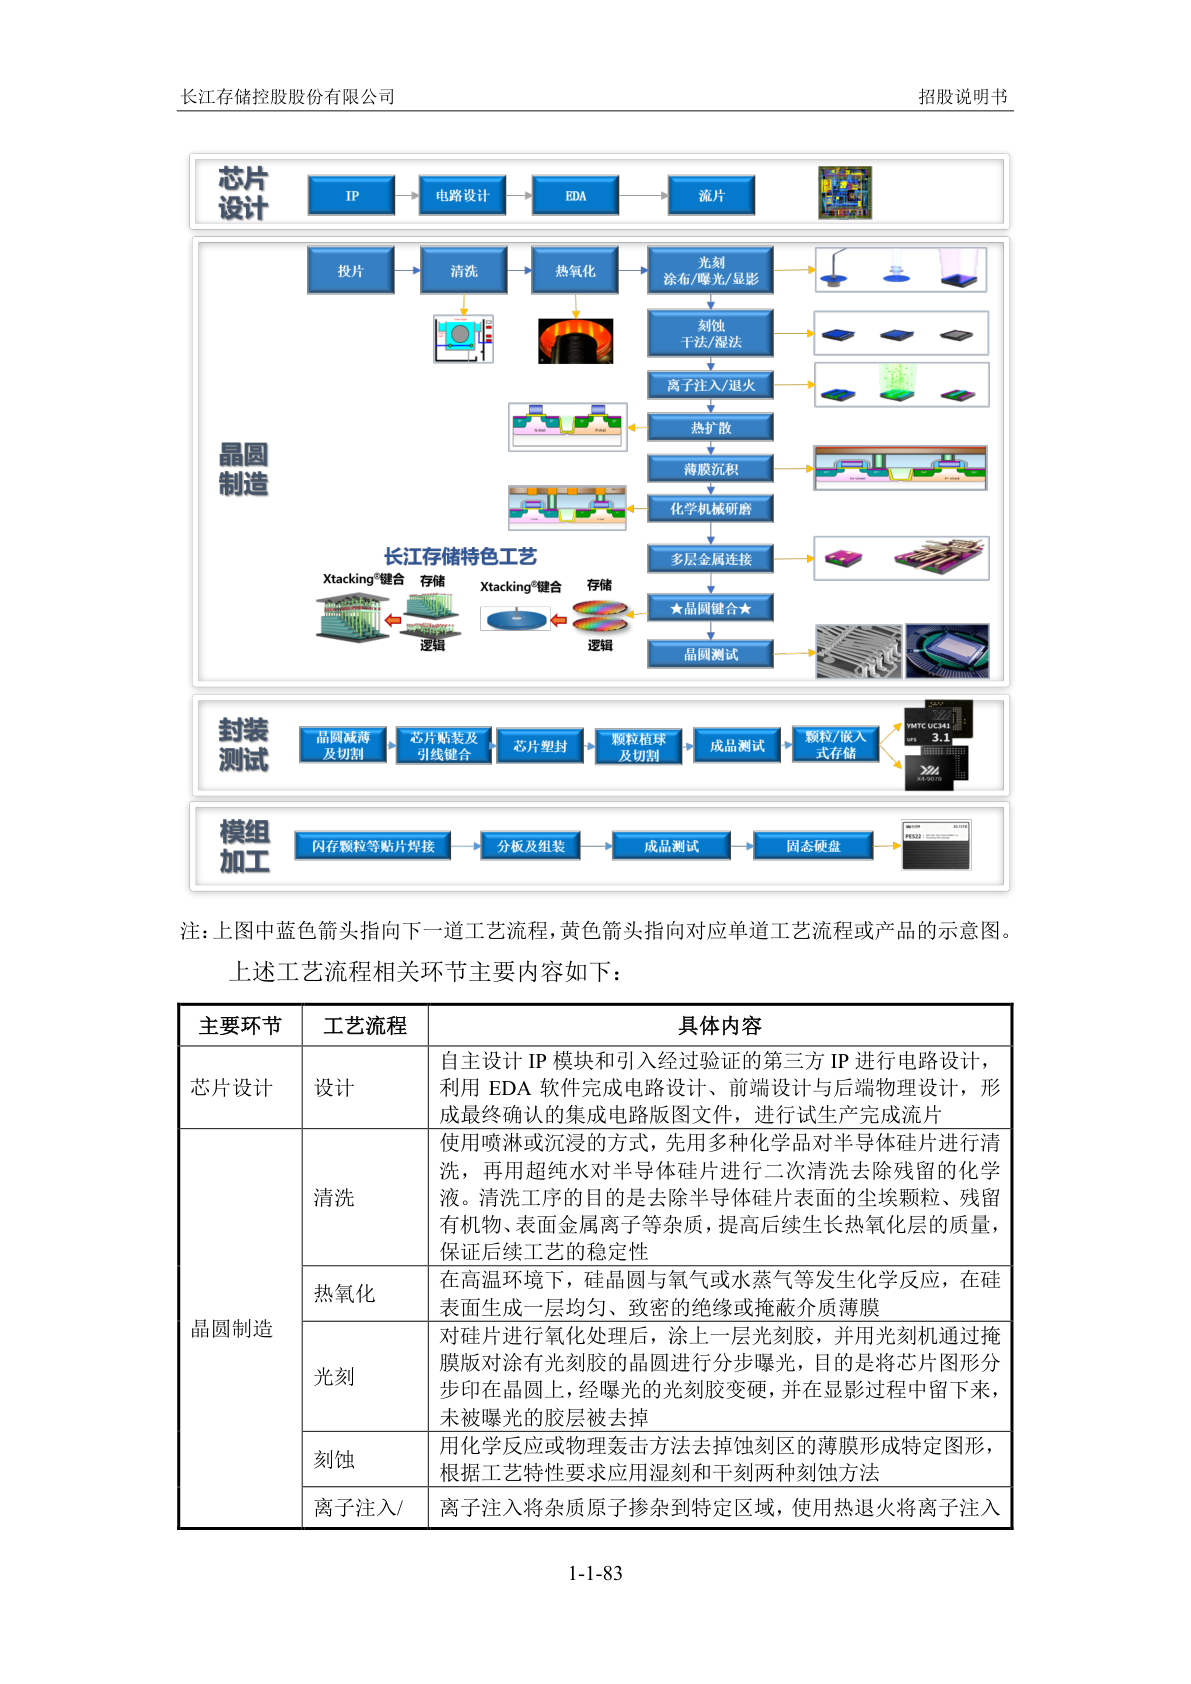 长江存储控股股份有限公司
招股说明书
芯片
设计
IP
电路设计
EDA
流片
晶圆
制造
投片
清洗
热氧化
光刻
涂布/曝光/显影
刻蚀
干法/湿法
离子注入/退火
热扩散
薄膜沉积
化学机械研磨
多层金属连接
★晶圆键合★
晶圆测试
长江存储特色工艺
Xtacking®键合
存储
逻辑
Xtacking®键合
存储
逻辑
封装
测试
晶圆减薄
及切割
芯片贴装及
引线键合
芯片塑封
颗粒植球
及切割
成品测试
颗粒/嵌入
式存储
YMTC UC341
UFS 3.1
X4-9070
模组
加工
闪存颗粒等贴片焊接
分板及组装
成品测试
固态硬盘
PE522
注：上图中蓝色箭头指向下一道工艺流程，黄色箭头指向对应单道工艺流程或产品的示意图。
上述工艺流程相关环节主要内容如下：
主要环节
工艺流程
具体内容
芯片设计
设计
自主设计 IP 模块和引入经过验证的第三方 IP 进行电路设计，
利用 EDA 软件完成电路设计、前端设计与后端物理设计，形
成最终确认的集成电路版图文件，进行试生产完成流片
晶圆制造
清洗
使用喷淋或沉浸的方式，先用多种化学品对半导体硅片进行清
洗，再用超纯水对半导体硅片进行二次清洗去除残留的化学
液。清洗工序的目的是去除半导体硅片表面的尘埃颗粒、残留
有机物、表面金属离子等杂质，提高后续生长热氧化层的质量，
保证后续工艺的稳定性
热氧化
在高温环境下，硅晶圆与氧气或水蒸气等发生化学反应，在硅
表面生成一层均匀、致密的绝缘或掩蔽介质薄膜
光刻
对硅片进行氧化处理后，涂上一层光刻胶，并用光刻机通过掩
膜版对涂有光刻胶的晶圆进行分步曝光，目的是将芯片图形分
步印在晶圆上，经曝光的光刻胶变硬，并在显影过程中留下来，
未被曝光的胶层被去掉
刻蚀
用化学反应或物理轰击方法去掉蚀刻区的薄膜形成特定图形，
根据工艺特性要求应用湿刻和干刻两种刻蚀方法
离子注入/
离子注入将杂质原子掺杂到特定区域，使用热退火将离子注入
1-1-83